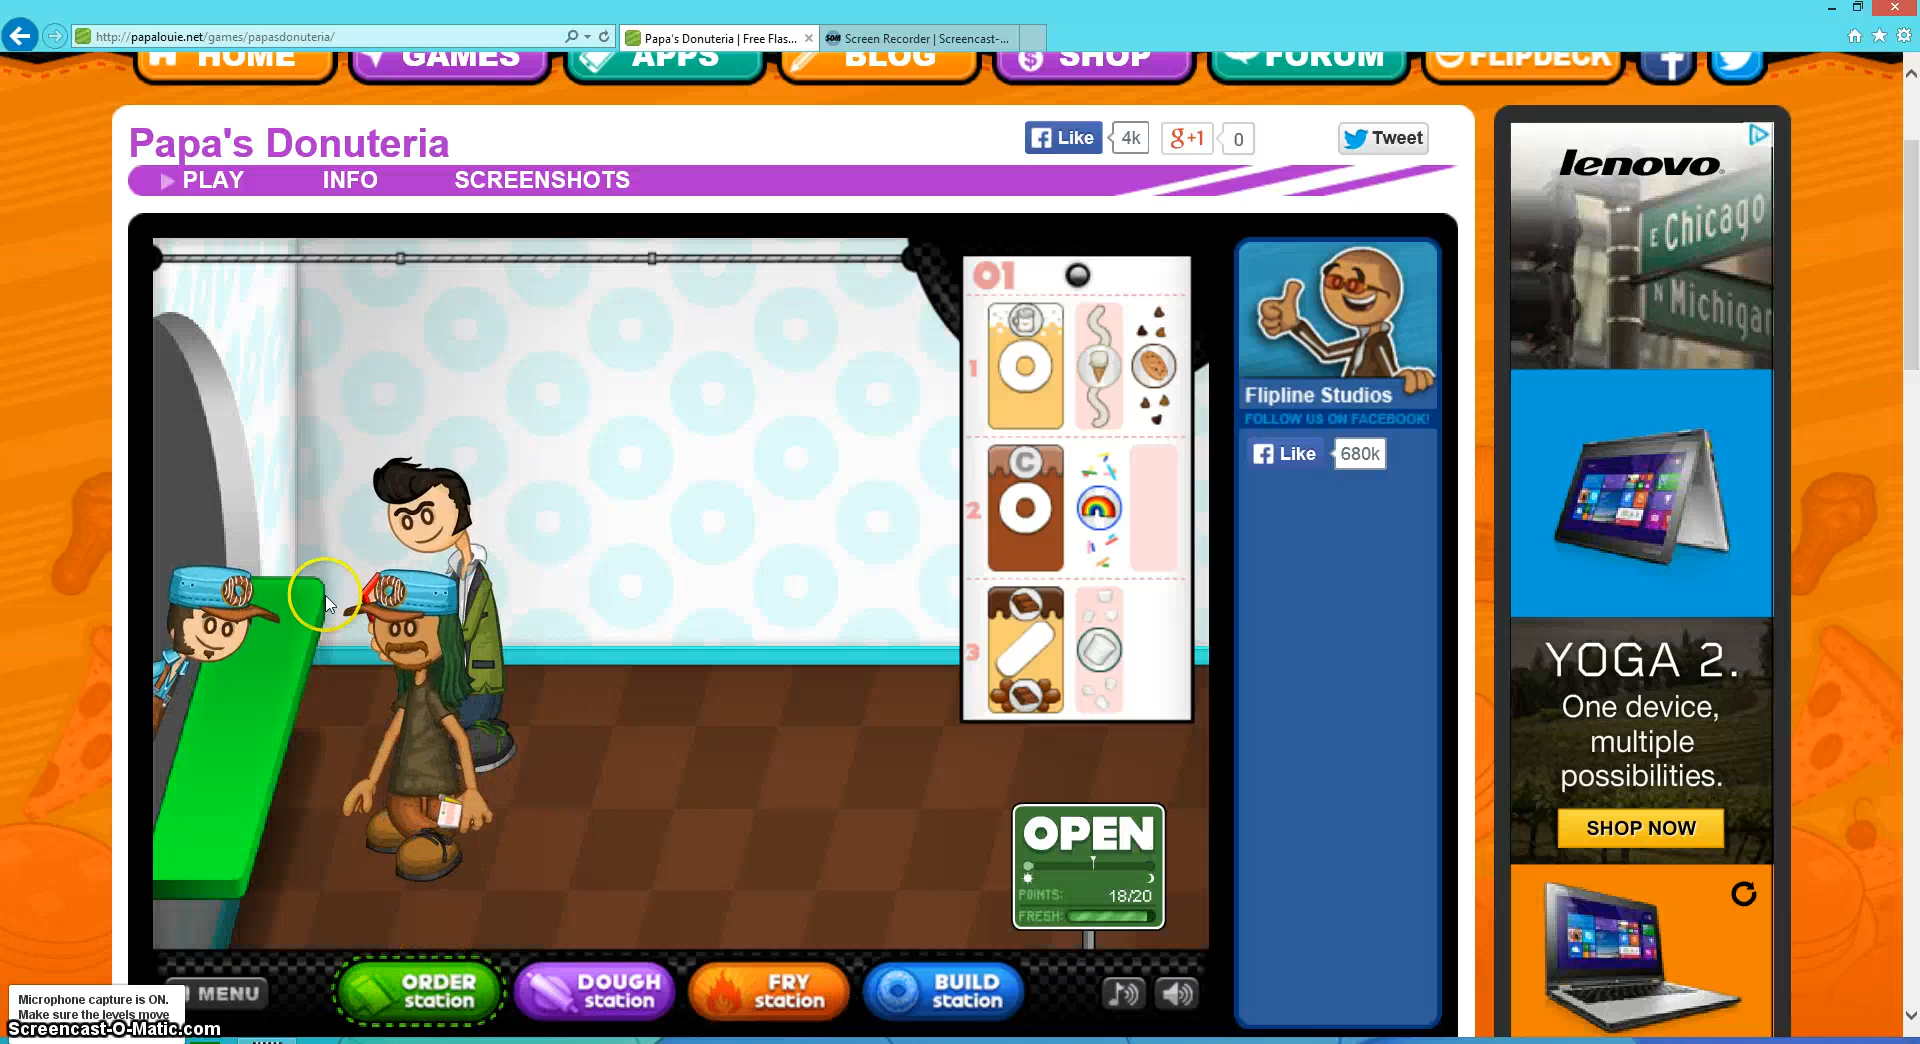 http://papalouie.net/games/papasdonuteria/
Papa's Donuteria | Free Flas...
Screen Recorder | Screencast-...
HOME
GAMES
APPS
BLOG
SHOP
FORUM
FLIPDECK
Papa's Donuteria
Like
4k
g+1
0
Tweet
PLAY
INFO
SCREENSHOTS
01
1
C
2
3
Flipline Studios
FOLLOW US ON FACEBOOK!
Like
680k
lenovo
E Chicago
N Michigan
YOGA 2.
One device,
multiple
possibilities.
SHOP NOW
OPEN
POINTS: 18/20
FRESH:
MENU
ORDER
station
DOUGH
station
FRY
station
BUILD
station
Microphone capture is ON.
Make sure the levels move
Screencast-O-Matic.com